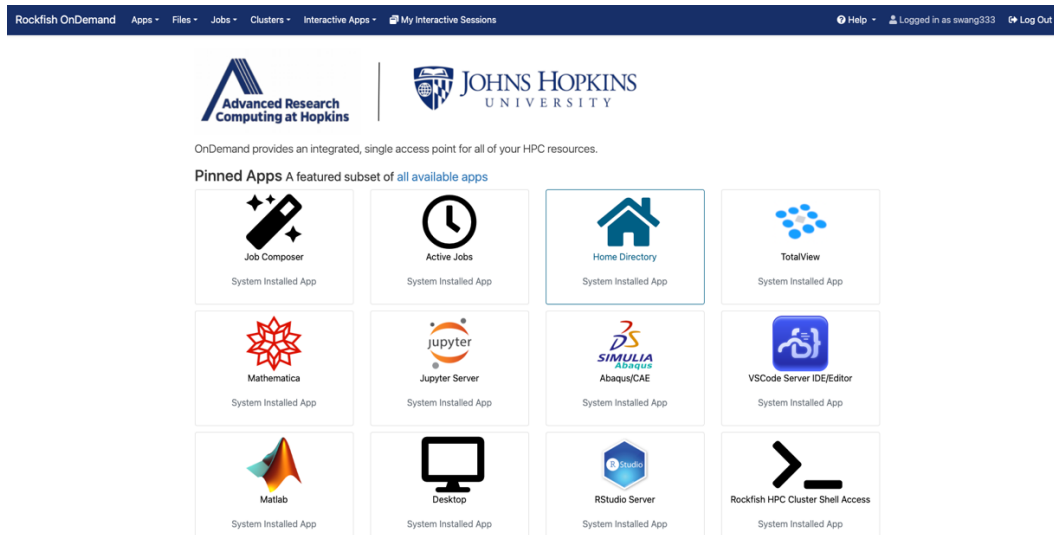 Rockfish OnDemand Apps Files Jobs Clusters Interactive Apps My Interactive Sessions Help Logged in as swang333 Log Out
Advanced Research
Computing at Hopkins
JOHNS HOPKINS
UNIVERSITY
OnDemand provides an integrated, single access point for all of your HPC resources.
Pinned Apps A featured subset of all available apps
Job Composer Active Jobs Home Directory TotalView
System Installed App System Installed App System Installed App System Installed App
jupyter
SIMULIA
Abaqus
Mathematica Jupyter Server Abaqus/CAE VSCode Server IDE/Editor
System Installed App System Installed App System Installed App System Installed App
R Studio
Matlab Desktop RStudio Server Rockfish HPC Cluster Shell Access
System Installed App System Installed App System Installed App System Installed App